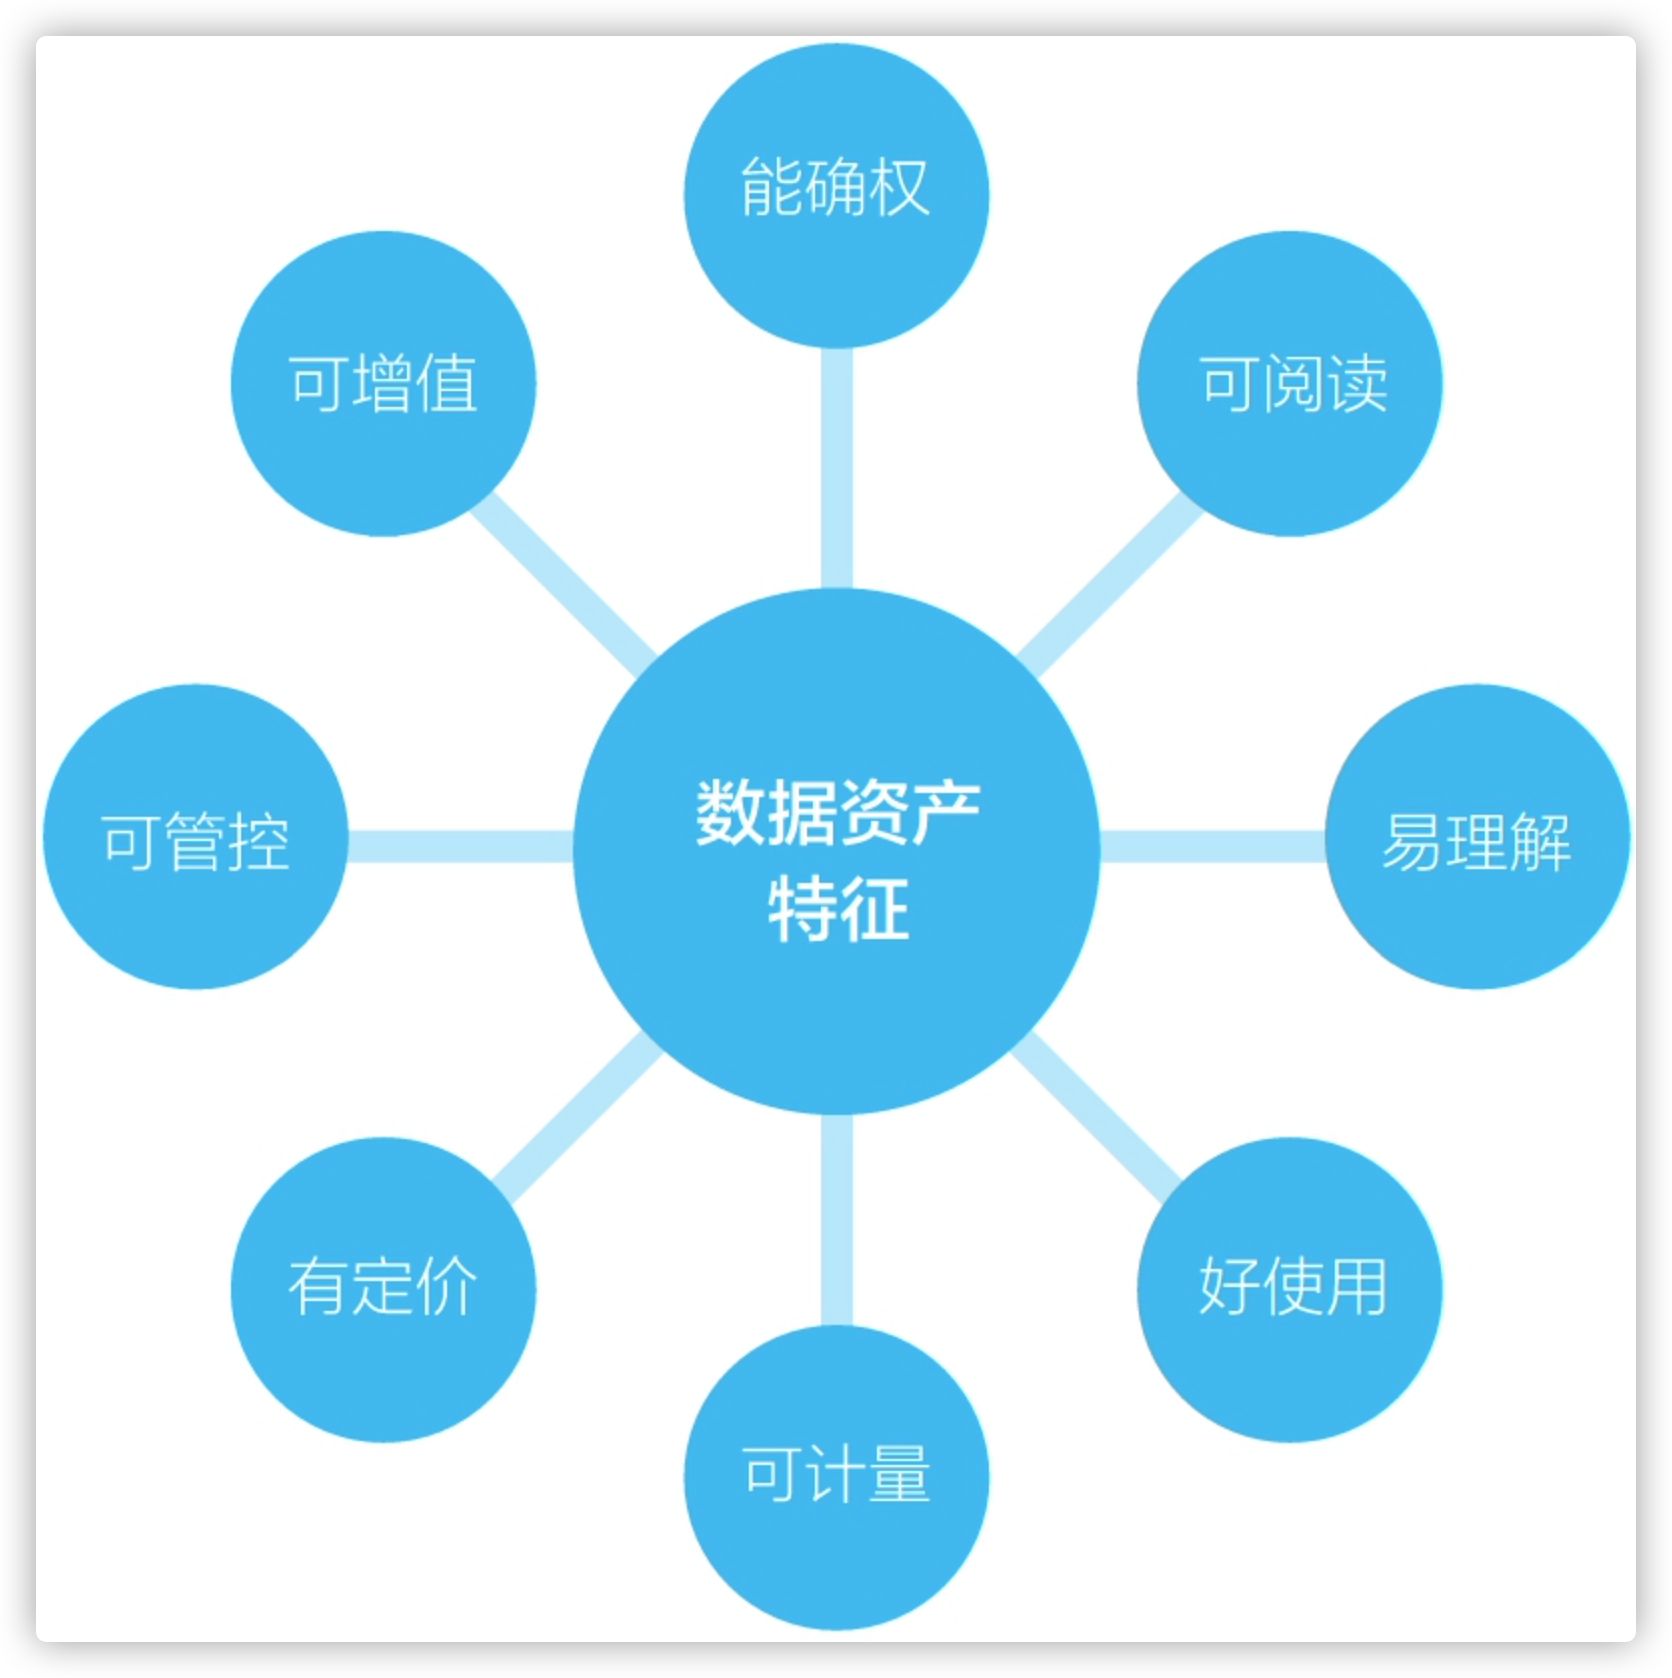 能确权
可增值
可阅读
数据资产
特征
可管控
易理解
有定价
好使用
可计量